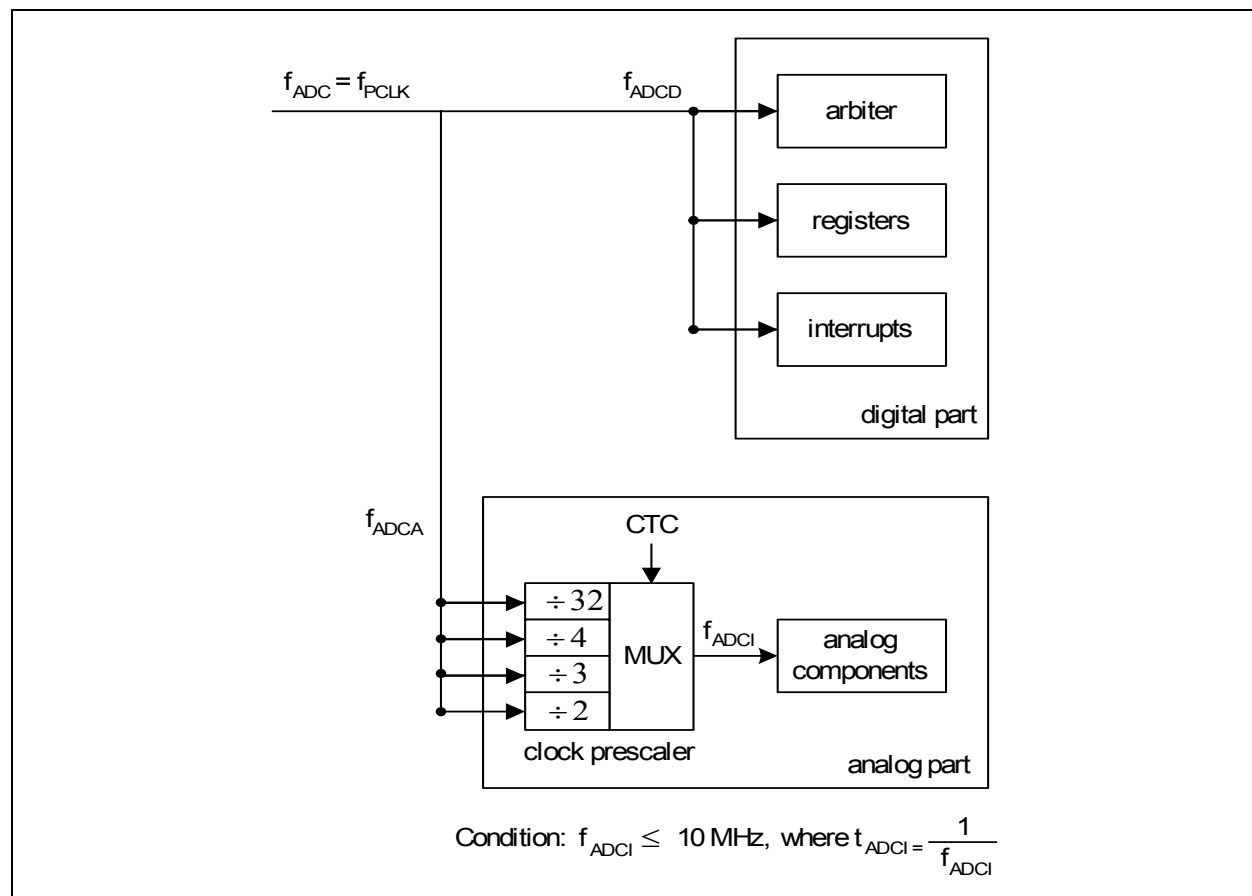 f_ADC = f_PCLK
f_ADCD
arbiter
registers
interrupts
digital part
f_ADCA
CTC
÷ 32
÷ 4
÷ 3
÷ 2
MUX
f_ADCI
analog
components
clock prescaler
analog part
Condition: f_ADCI ≤ 10 MHz, where t_ADCI = 1 / f_ADCI